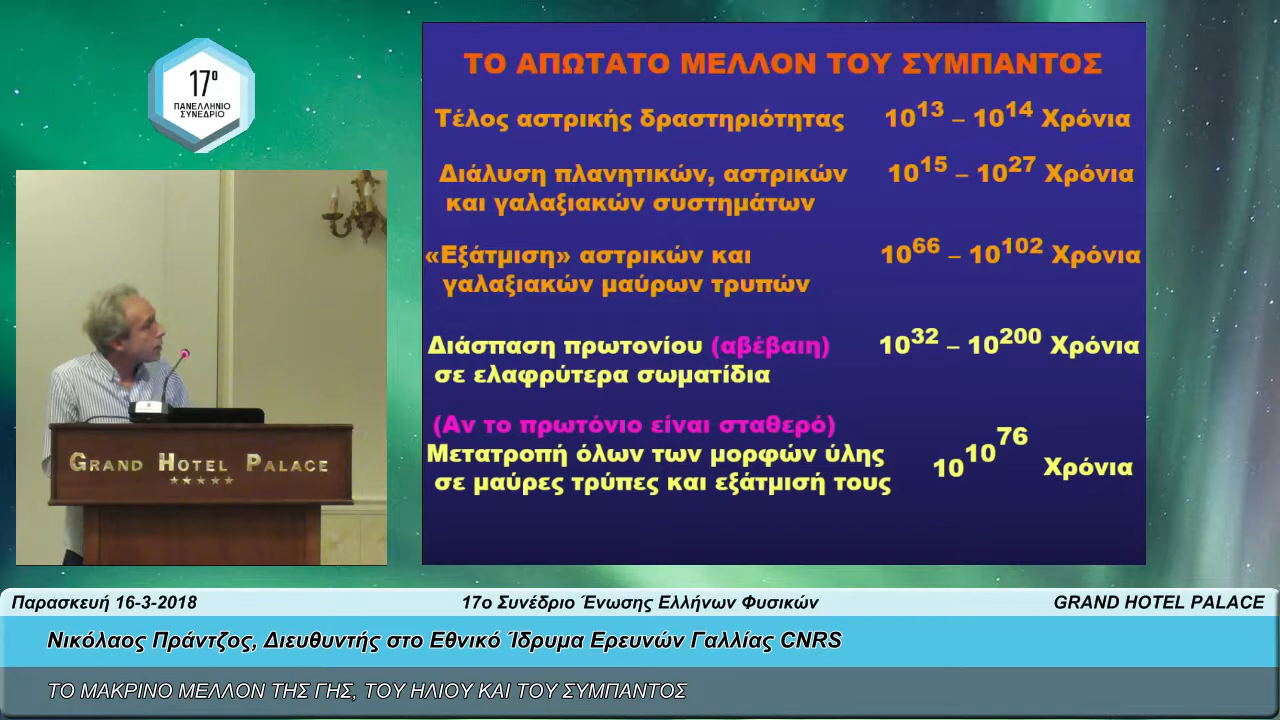 17ο
ΠΑΝΕΛΛΗΝΙΟ
ΣΥΝΕΔΡΙΟ
ΤΟ ΑΠΩΤΑΤΟ ΜΕΛΛΟΝ ΤΟΥ ΣΥΜΠΑΝΤΟΣ
Τέλος αστρικής δραστηριότητας 10^13 – 10^14 Χρόνια
Διάλυση πλανητικών, αστρικών 10^15 – 10^27 Χρόνια
και γαλαξιακών συστημάτων
«Εξάτμιση» αστρικών και 10^66 – 10^102 Χρόνια
γαλαξιακών μαύρων τρυπών
Διάσπαση πρωτονίου (αβέβαιη) 10^32 – 10^200 Χρόνια
σε ελαφρύτερα σωματίδια
(Αν το πρωτόνιο είναι σταθερό)
Μετατροπή όλων των μορφών ύλης 10^10^76 Χρόνια
σε μαύρες τρύπες και εξάτμισή τους
GRAND HOTEL PALACE
Παρασκευή 16-3-2018 17ο Συνέδριο Ένωσης Ελλήνων Φυσικών GRAND HOTEL PALACE
Νικόλαος Πράντζος, Διευθυντής στο Εθνικό Ίδρυμα Ερευνών Γαλλίας CNRS
ΤΟ ΜΑΚΡΙΝΟ ΜΕΛΛΟΝ ΤΗΣ ΓΗΣ, ΤΟΥ ΗΛΙΟΥ ΚΑΙ ΤΟΥ ΣΥΜΠΑΝΤΟΣ